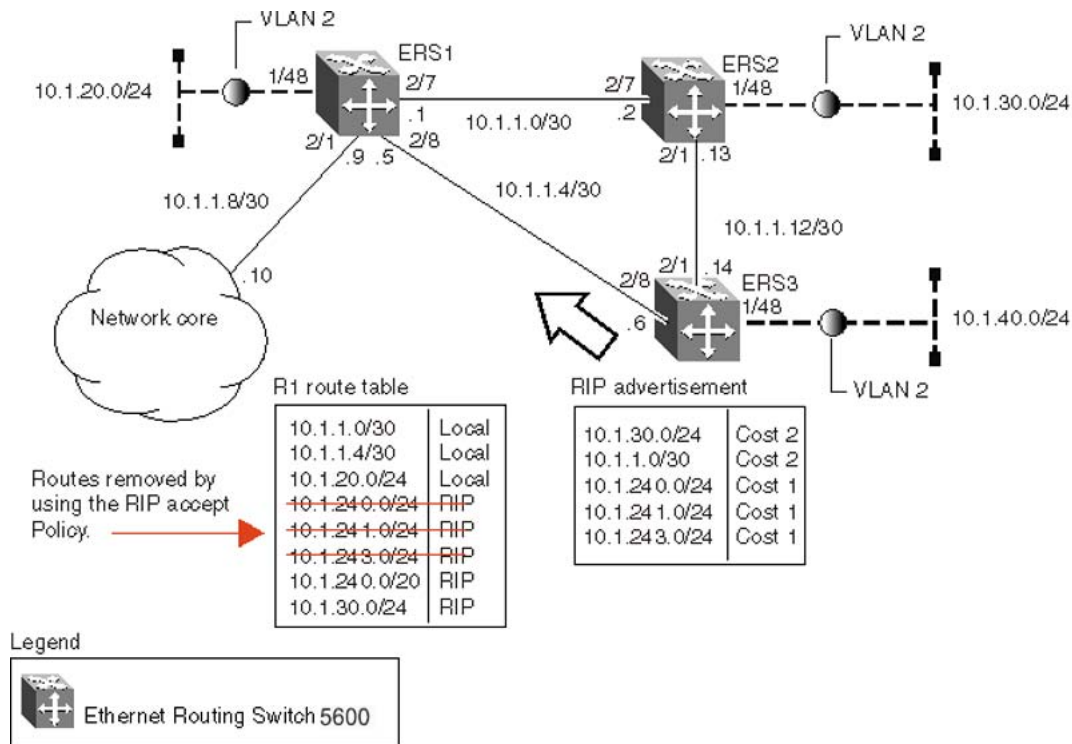 VLAN 2
ERS1
1/48
10.1.20.0/24
2/7
.1
10.1.1.0/30
2/7
.2
ERS2
1/48
VLAN 2
10.1.30.0/24
2/1
.9
.5
2/8
2/1
.13
10.1.1.8/30
10.1.1.4/30
10.1.1.12/30
.10
Network core
2/8
2/1
.14
ERS3
1/48
.6
10.1.40.0/24
VLAN 2
R1 route table
10.1.1.0/30 Local
10.1.1.4/30 Local
10.1.20.0/24 Local
10.1.240.0/24 RIP
10.1.241.0/24 RIP
10.1.243.0/24 RIP
10.1.240.0/20 RIP
10.1.30.0/24 RIP
RIP advertisement
10.1.30.0/24 Cost 2
10.1.1.0/30 Cost 2
10.1.240.0/24 Cost 1
10.1.241.0/24 Cost 1
10.1.243.0/24 Cost 1
Routes removed by
using the RIP accept
Policy.
Legend
Ethernet Routing Switch 5600